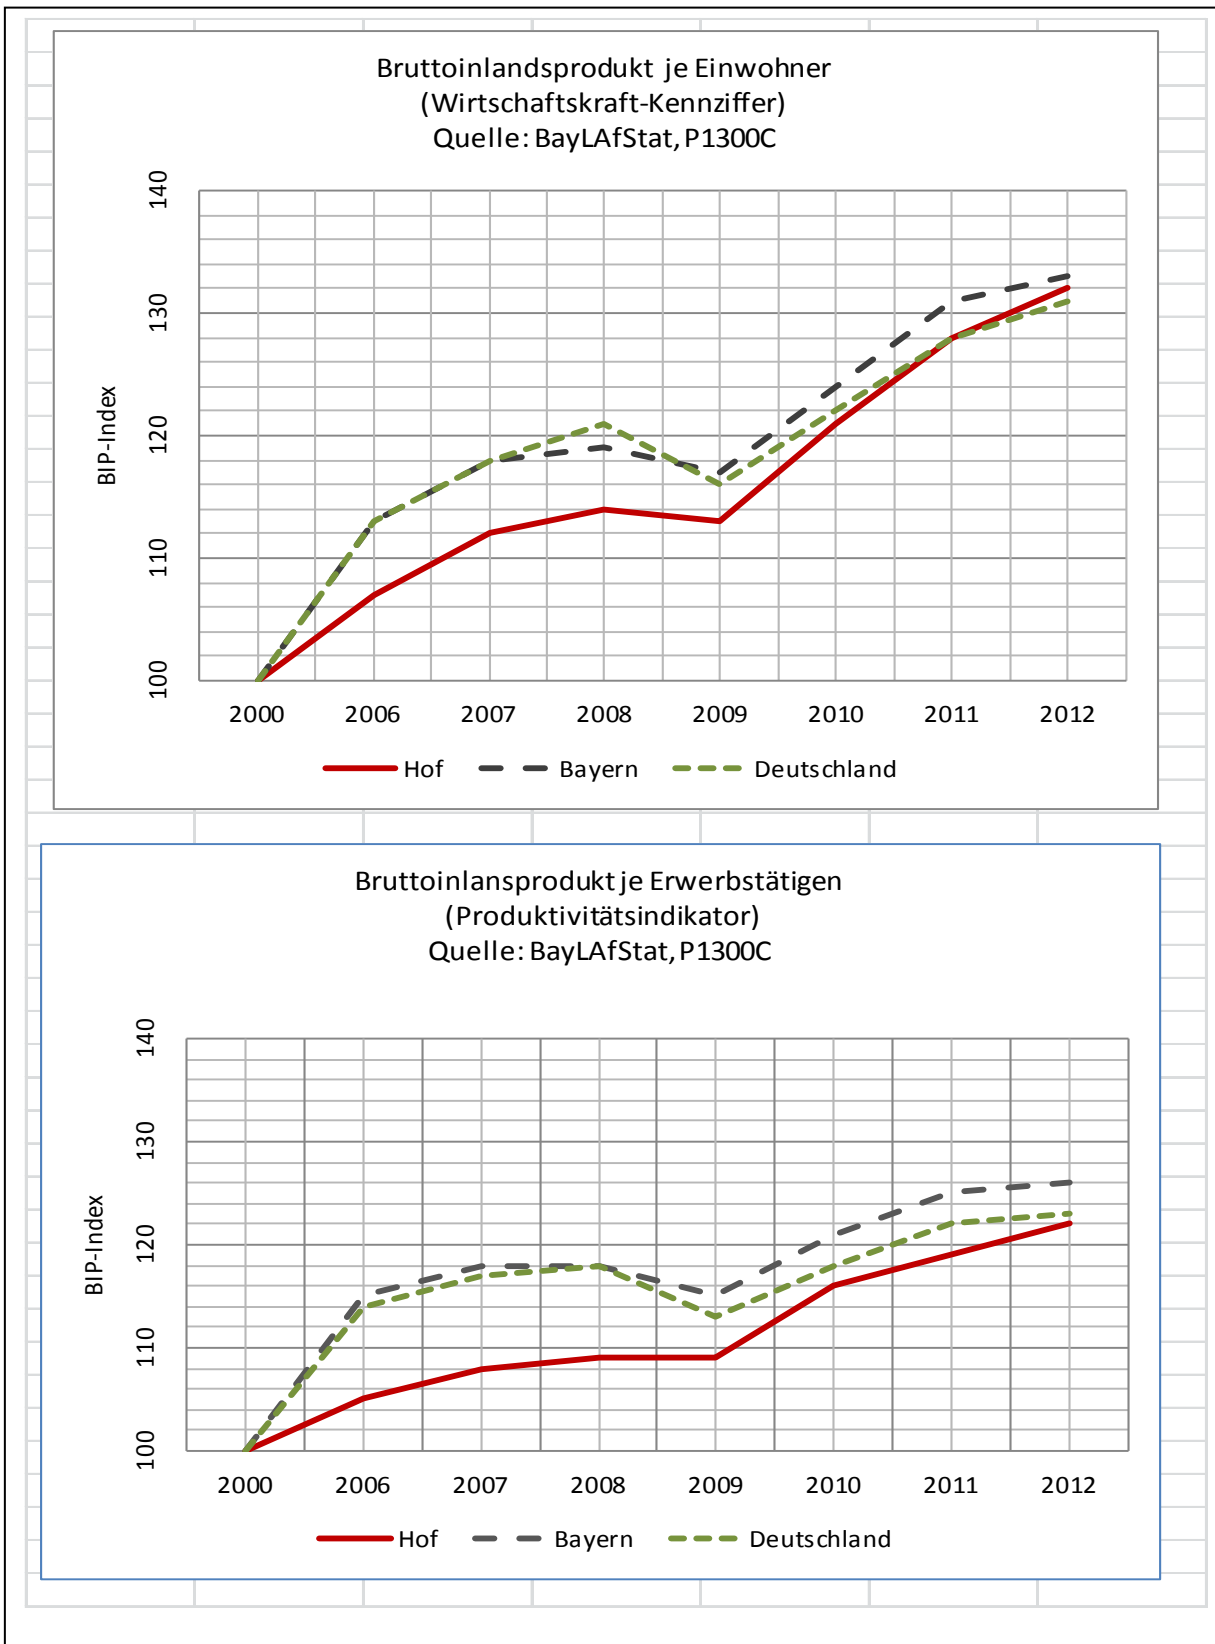 Bruttoinlandsprodukt je Einwohner
(Wirtschaftskraft-Kennziffer)
Quelle: BayLAfStat, P1300C
140
130
120
110
100
BIP-Index
2000 2006 2007 2008 2009 2010 2011 2012
Hof Bayern Deutschland
Bruttoinlansprodukt je Erwerbstätigen
(Produktivitätsindikator)
Quelle: BayLAfStat, P1300C
140
130
120
110
100
BIP-Index
2000 2006 2007 2008 2009 2010 2011 2012
Hof Bayern Deutschland